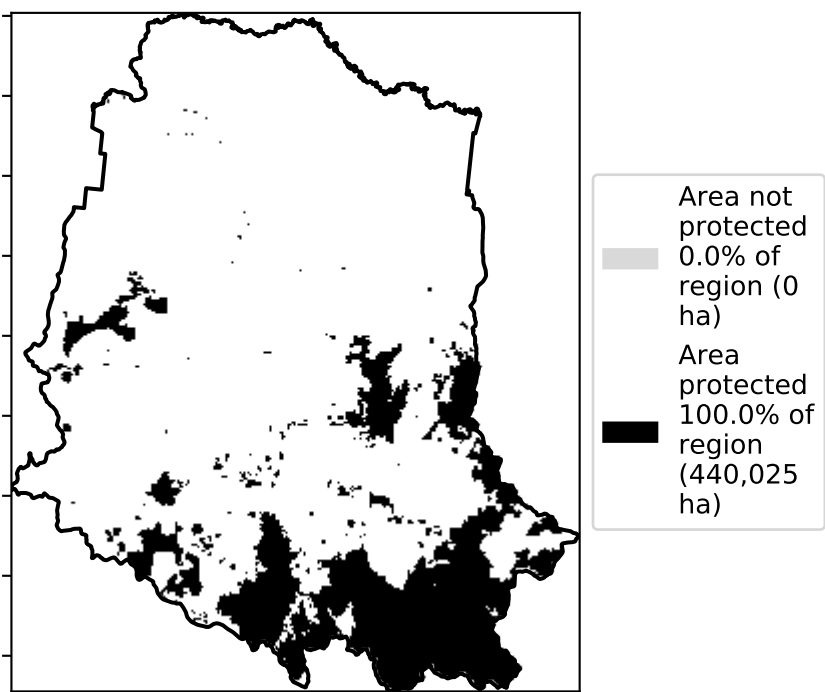 Area not
protected
0.0% of
region (0
ha)
Area
protected
100.0% of
region
(440,025
ha)